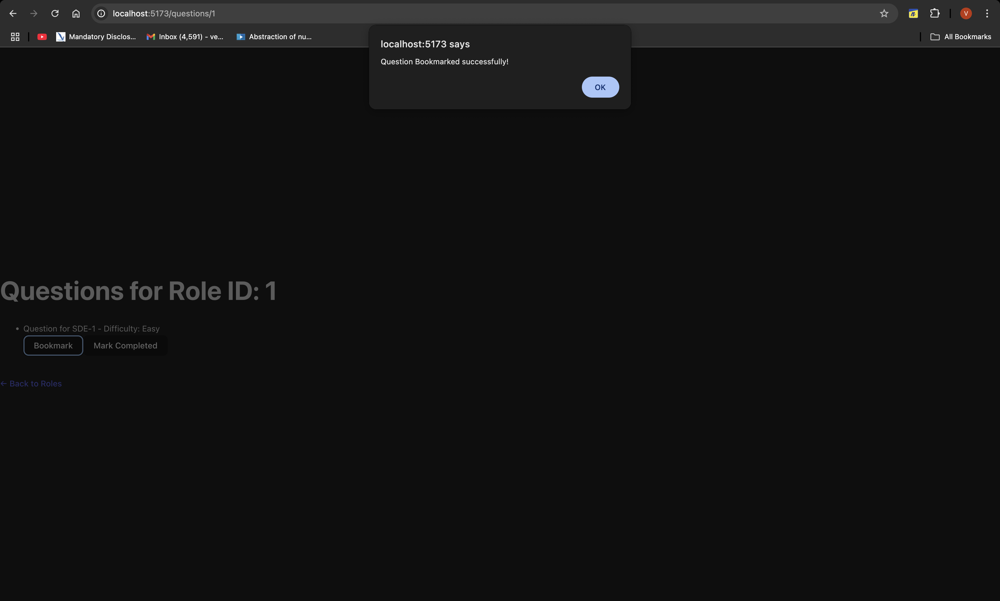 localhost:5173/questions/1
V
Mandatory Disclos...
Inbox (4,591) - ve...
Abstraction of nu...
All Bookmarks
localhost:5173 says
Question Bookmarked successfully!
OK
Questions for Role ID: 1
• Question for SDE-1 - Difficulty: Easy
Bookmark Mark Completed
← Back to Roles